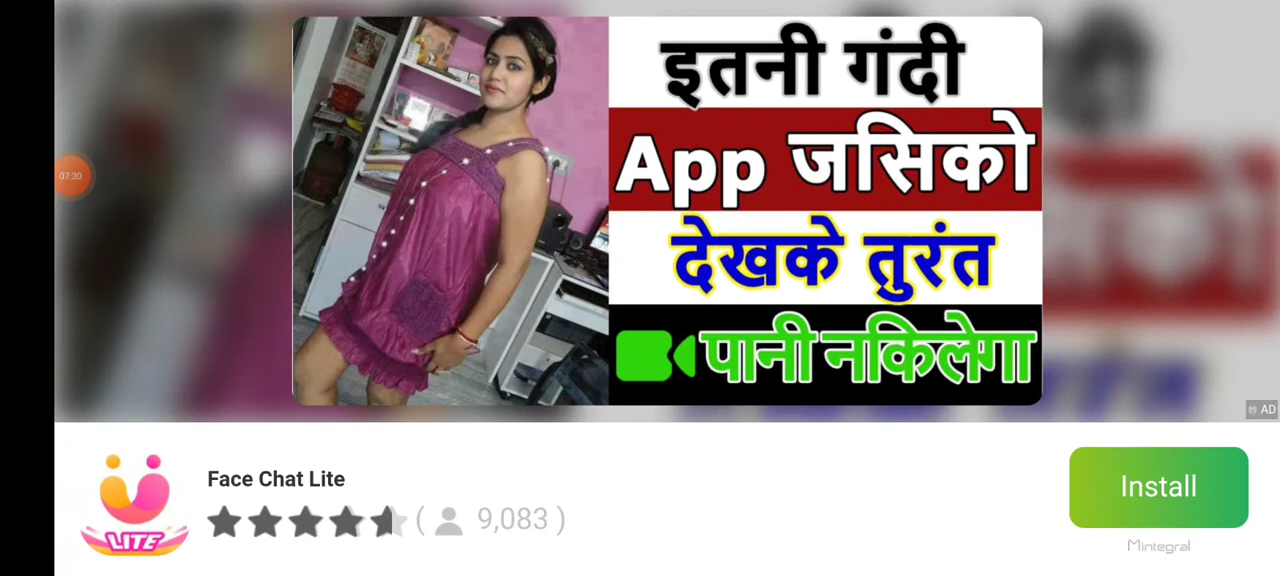 इतनी गंदी
App जसिको
देखके तुरंत
पानी नकिलेगा
07:30
AD
Face Chat Lite
LITE
( 9,083 )
Install
Mintegral